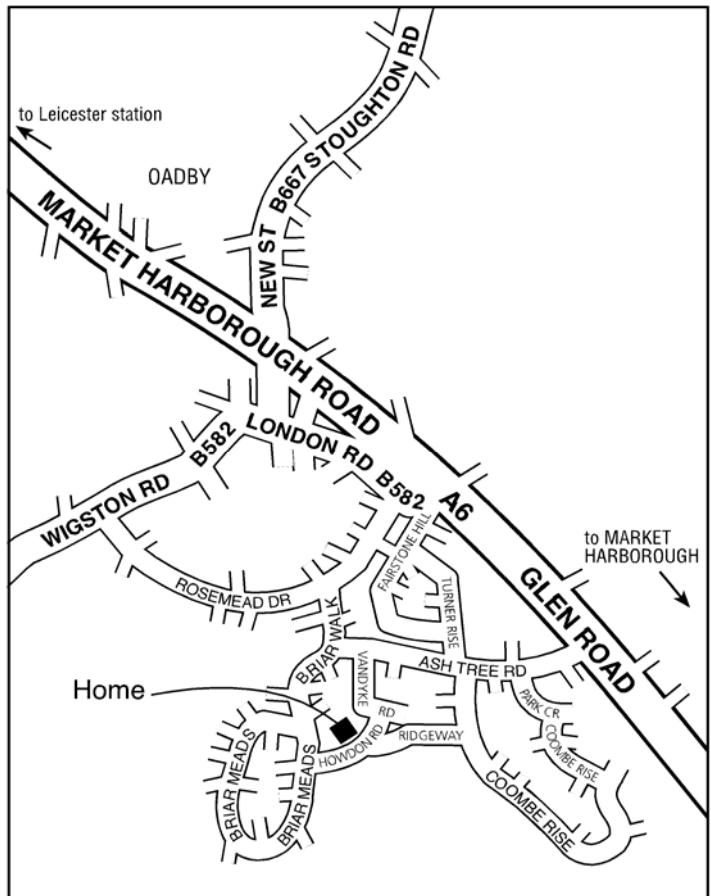 STOUGHTON RD
B667
to Leicester station
OADBY
NEW ST
MARKET HARBOROUGH ROAD
LONDON RD
B582
B582
WIGSTON RD
A6
FAIRSTONE HILL
to MARKET
HARBOROUGH
GLEN ROAD
ROSEMEAD DR
TURNER RISE
BRIAR WALK
VANDYKE
RD
ASH TREE RD
PARK CR
Home
HOWDON RD
RIDGEWAY
COOMBE RISE
BRIAR MEADS
BRIAR MEADS
COOMBE RISE